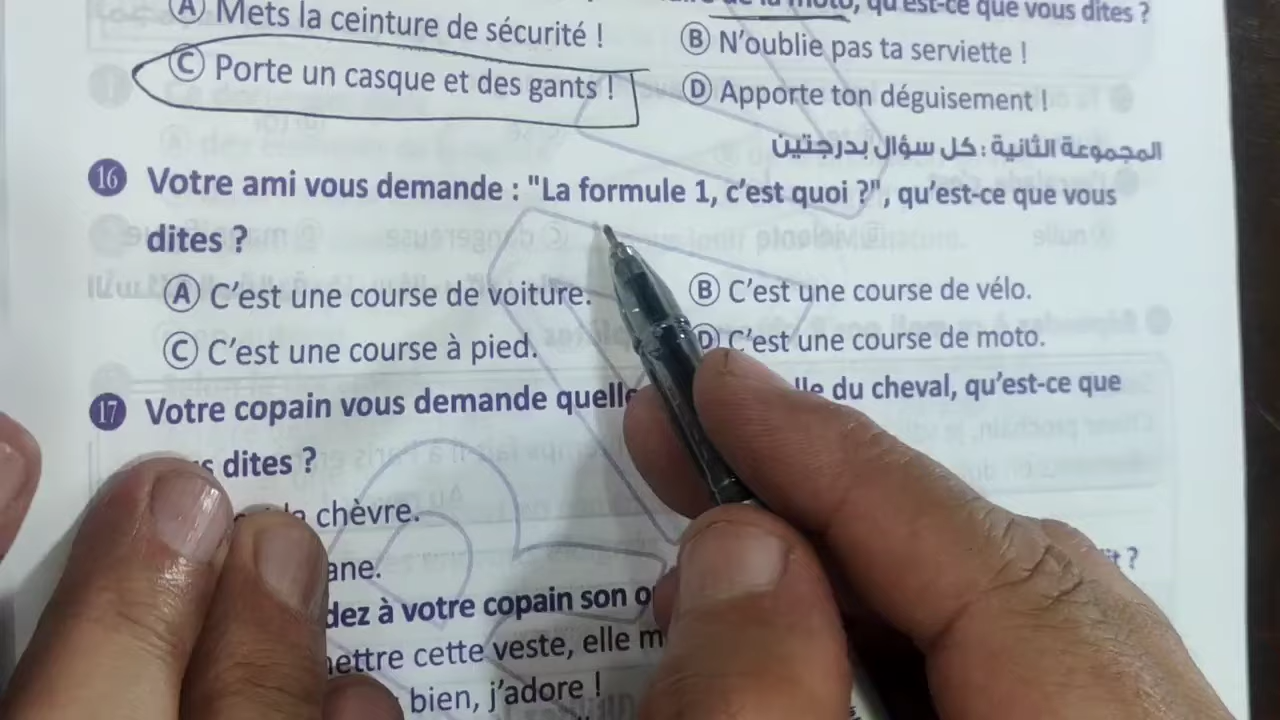 de la moto, qu'est-ce que vous dites ?
Ⓐ Mets la ceinture de sécurité !
Ⓑ N'oublie pas ta serviette !
Ⓒ Porte un casque et des gants !
Ⓓ Apporte ton déguisement !
المجموعة الثانية : كل سؤال بدرجتين
16 Votre ami vous demande : "La formule 1, c'est quoi ?", qu'est-ce que vous
dites ?
Ⓐ C'est une course de voiture.
Ⓑ C'est une course de vélo.
Ⓒ C'est une course à pied.
Ⓓ C'est une course de moto.
17 Votre copain vous demande du cheval, qu'est-ce que
dites ?
chèvre.
à votre copain son
cette veste, elle
bien, j'adore !